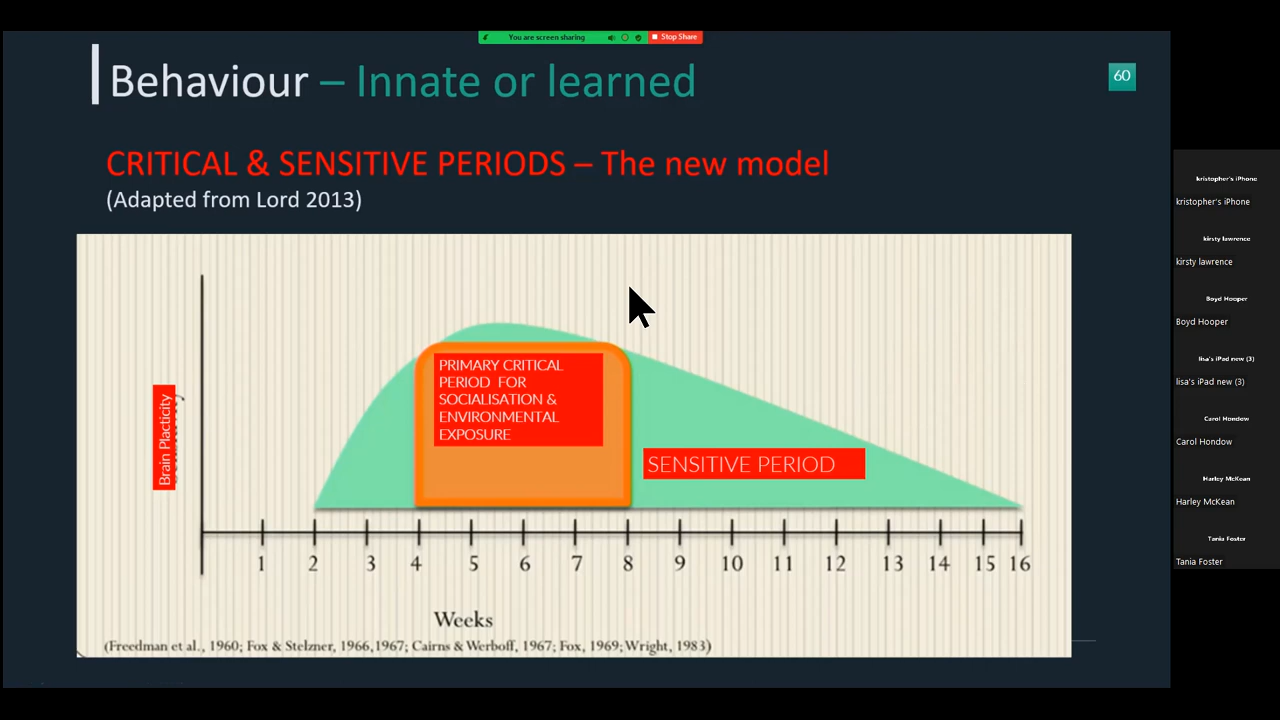 You are screen sharing
Stop Share
Behaviour – Innate or learned
60
CRITICAL & SENSITIVE PERIODS – The new model
(Adapted from Lord 2013)
Brain Placticity
PRIMARY CRITICAL
PERIOD FOR
SOCIALISATION &
ENVIRONMENTAL
EXPOSURE
SENSITIVE PERIOD
1 2 3 4 5 6 7 8 9 10 11 12 13 14 15 16
Weeks
(Freedman et al., 1960; Fox & Stelzner, 1966,1967; Cairns & Werboff, 1967; Fox, 1969; Wright, 1983)
kristopher's iPhone
kristopher's iPhone
kirsty lawrence
kirsty lawrence
Boyd Hooper
Boyd Hooper
lisa's iPad new (3)
lisa's iPad new (3)
Carol Hondow
Carol Hondow
Harley McKean
Harley McKean
Tania Foster
Tania Foster